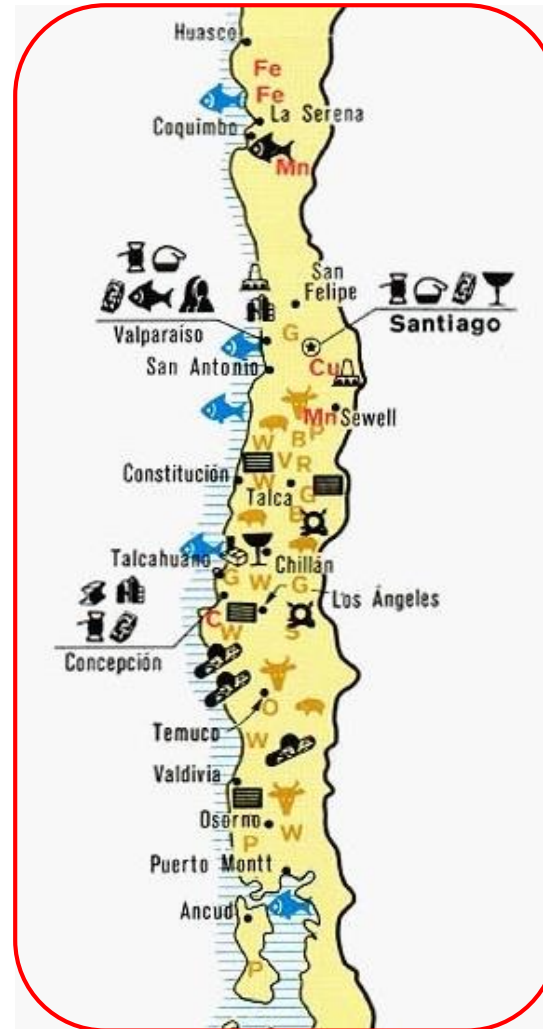 Huasco
Fe
Fe
La Serena
Coquimbo
Mn
San
Felipe
Santiago
Valparaíso
G
San Antonio
Cu
Mn Sewell
P
W B
V R
Constitución
W
Talca G
B
Talcahuano
Chillán
G W G
Los Ángeles
C
W S
Concepción
O
Temuco
W
Valdivia
Osorno W
P
Puerto Montt
Ancud
P